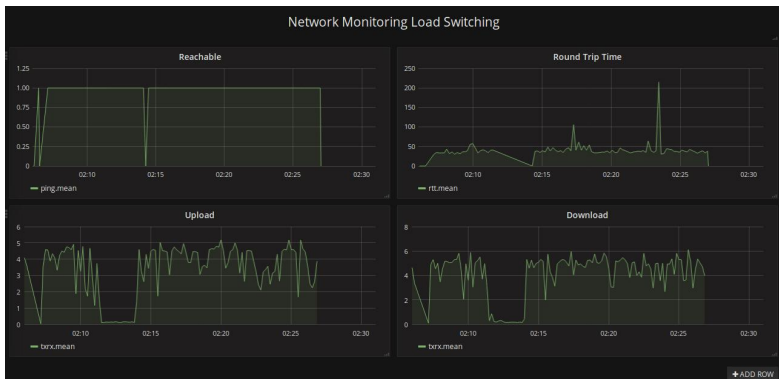 Network Monitoring Load Switching
Reachable
1.25
1.00
0.75
0.50
0.25
0
02:10 02:15 02:20 02:25 02:30
ping.mean
Round Trip Time
250
200
150
100
50
0
02:10 02:15 02:20 02:25 02:30
rtt.mean
Upload
6
5
4
3
2
1
0
02:10 02:15 02:20 02:25 02:30
txrx.mean
Download
8
6
4
2
0
02:10 02:15 02:20 02:25 02:30
txrx.mean
+ ADD ROW